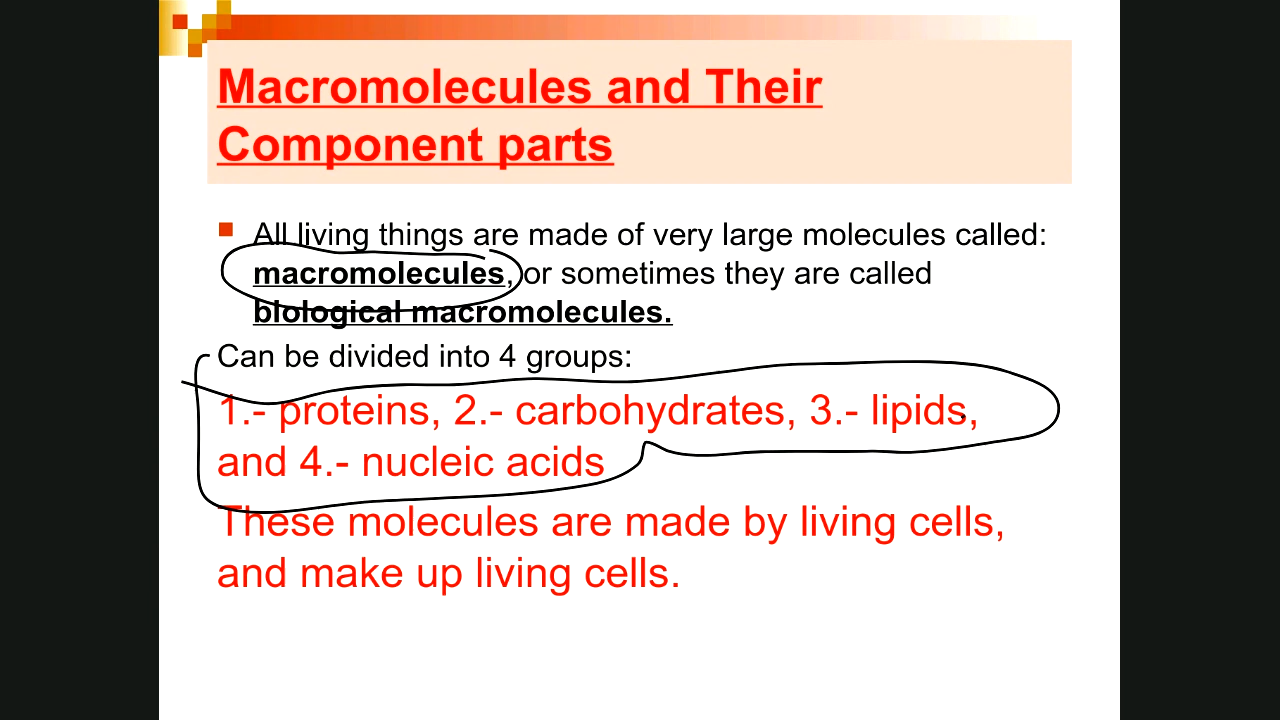 Macromolecules and Their
Component parts
All living things are made of very large molecules called:
macromolecules, or sometimes they are called
biological macromolecules.
Can be divided into 4 groups:
1.- proteins, 2.- carbohydrates, 3.- lipids,
and 4.- nucleic acids
These molecules are made by living cells,
and make up living cells.